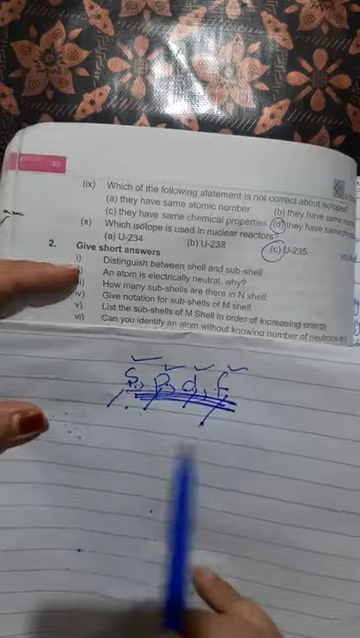 40
(ix) Which of the following statement is not correct about isotopes?
(a) they have same atomic number (b) they have same
(c) they have same chemical properties (d) they have same
(x) Which isotope is used in nuclear reactors?
(a) U-234 (b) U-238 (c) U-235
2. Give short answers
i) Distinguish between shell and sub-shell
An atom is electrically neutral, why?
How many sub-shells are there in N shell
iv) Give notation for sub-shells of M shell
v) List the sub-shells of M Shell in order of increasing energy
vi) Can you identify an atom without knowing number of neutrons
S, P, d, f